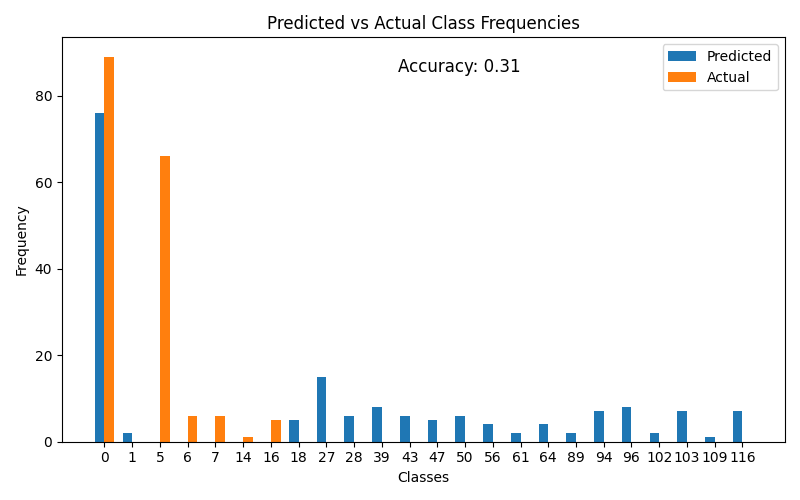 Predicted vs Actual Class Frequencies
Accuracy: 0.31
Predicted
Actual
Frequency
80
60
40
20
0
0 1 5 6 7 14 16 18 27 28 39 43 47 50 56 61 64 89 94 96 102 103 109 116
Classes